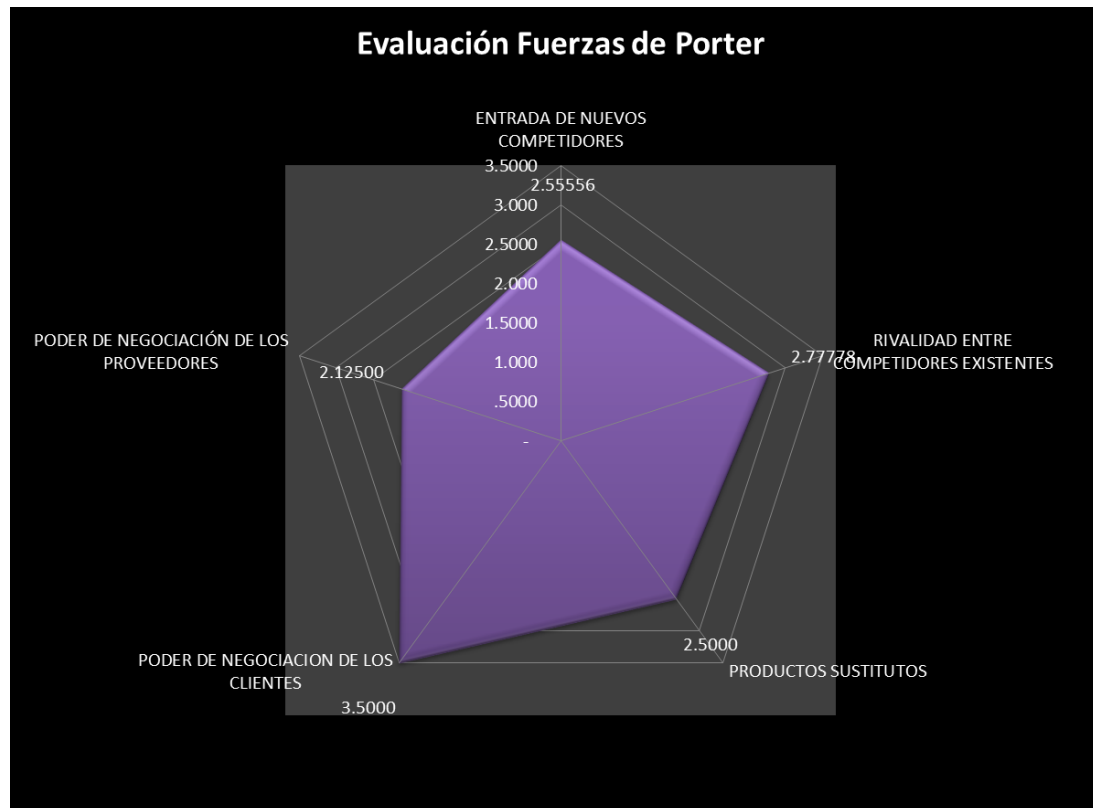 Evaluación Fuerzas de Porter
ENTRADA DE NUEVOS
COMPETIDORES
3.5000
2.55556
3.000
2.5000
2.000
1.5000
1.000
.5000
-
RIVALIDAD ENTRE
COMPETIDORES EXISTENTES
2.77778
PODER DE NEGOCIACIÓN DE LOS
PROVEEDORES
2.12500
2.5000
PRODUCTOS SUSTITUTOS
PODER DE NEGOCIACION DE LOS
CLIENTES
3.5000